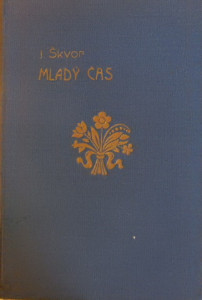 J. Škvor
MLADÝ ČAS